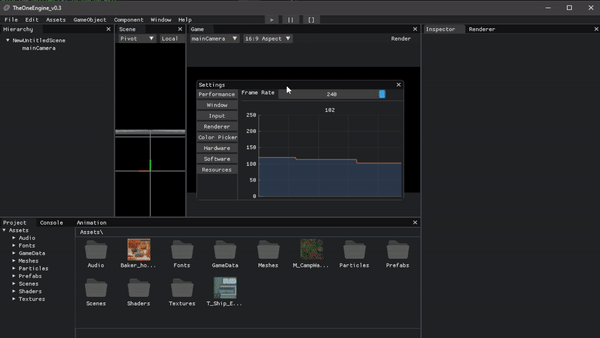 TheOneEngine_v0.3
File Edit Assets GameObject Component Window Help
Hierarchy
NewUntitledScene
mainCamera
Scene
Pivot Local
Game
mainCamera 16:9 Aspect Render
Inspector Renderer
Settings
Performance
Window
Input
Renderer
Color Picker
Hardware
Software
Resources
Frame Rate 240
102
250
200
150
100
50
0
Project Console Animation
Assets
Audio
Fonts
GameData
Meshes
Particles
Prefabs
Scenes
Shaders
Textures
Assets\
Audio Baker_ho... Fonts GameData Meshes M_CampWa... Particles Prefabs
Scenes Shaders Textures T_Ship_E...